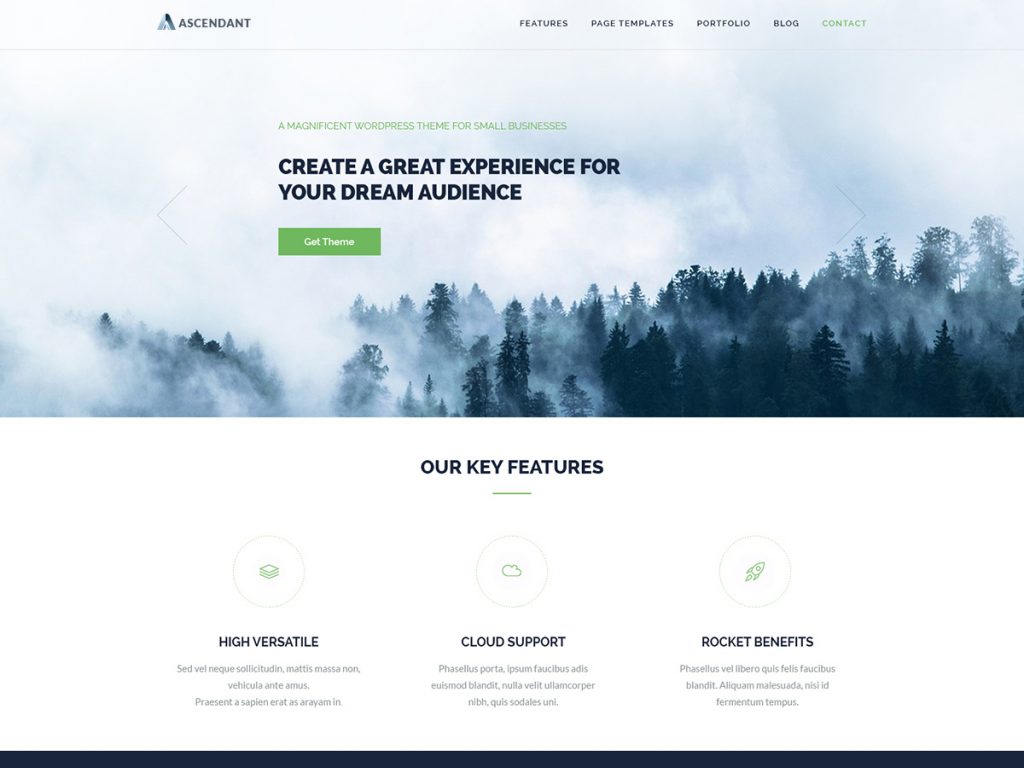 ASCENDANT
FEATURES PAGE TEMPLATES PORTFOLIO BLOG CONTACT
A MAGNIFICENT WORDPRESS THEME FOR SMALL BUSINESSES
CREATE A GREAT EXPERIENCE FOR
YOUR DREAM AUDIENCE
Get Theme
OUR KEY FEATURES
HIGH VERSATILE
Sed vel neque sollicitudin, mattis massa non,
vehicula ante amus.
Praesent a sapien erat as arayam in
CLOUD SUPPORT
Phasellus porta, ipsum faucibus adis
euismod blandit, nulla velit ullamcorper
nibh, quis sodales uni.
ROCKET BENEFITS
Phasellus vel libero quis felis faucibus
blandit. Aliquam malesuada, nisi id
fermentum tempus.